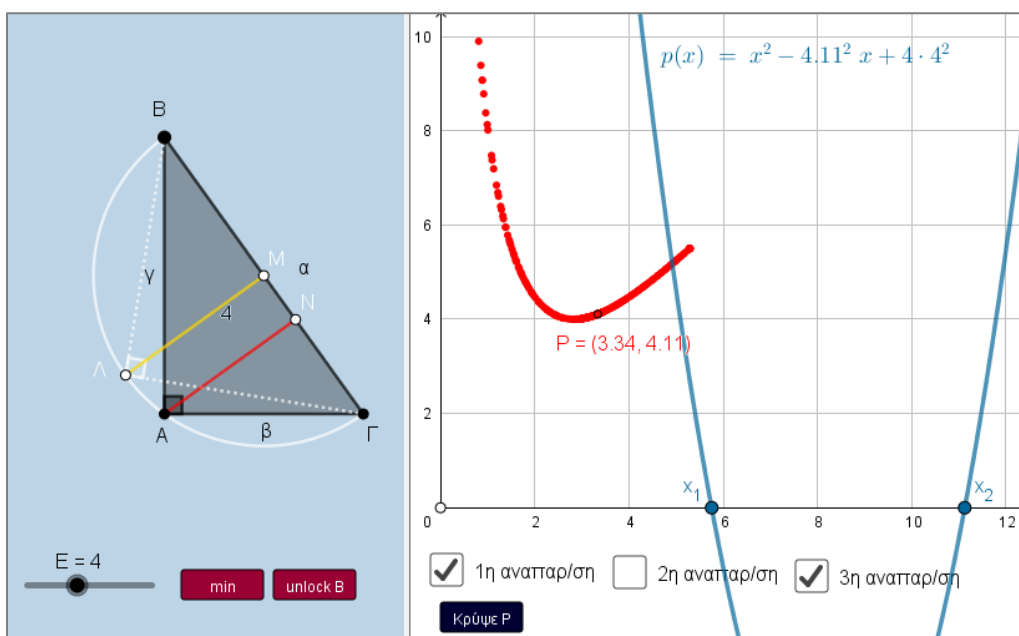 B
γ
M
α
4
N
Λ
A
β
Γ
E = 4
min
unlock B
10
8
6
4
2
0
2
4
6
8
10
12
p(x) = x² − 4.11² x + 4 · 4²
P = (3.34, 4.11)
x₁
x₂
1η αναπαρ/ση
2η αναπαρ/ση
3η αναπαρ/ση
Κρύψε P